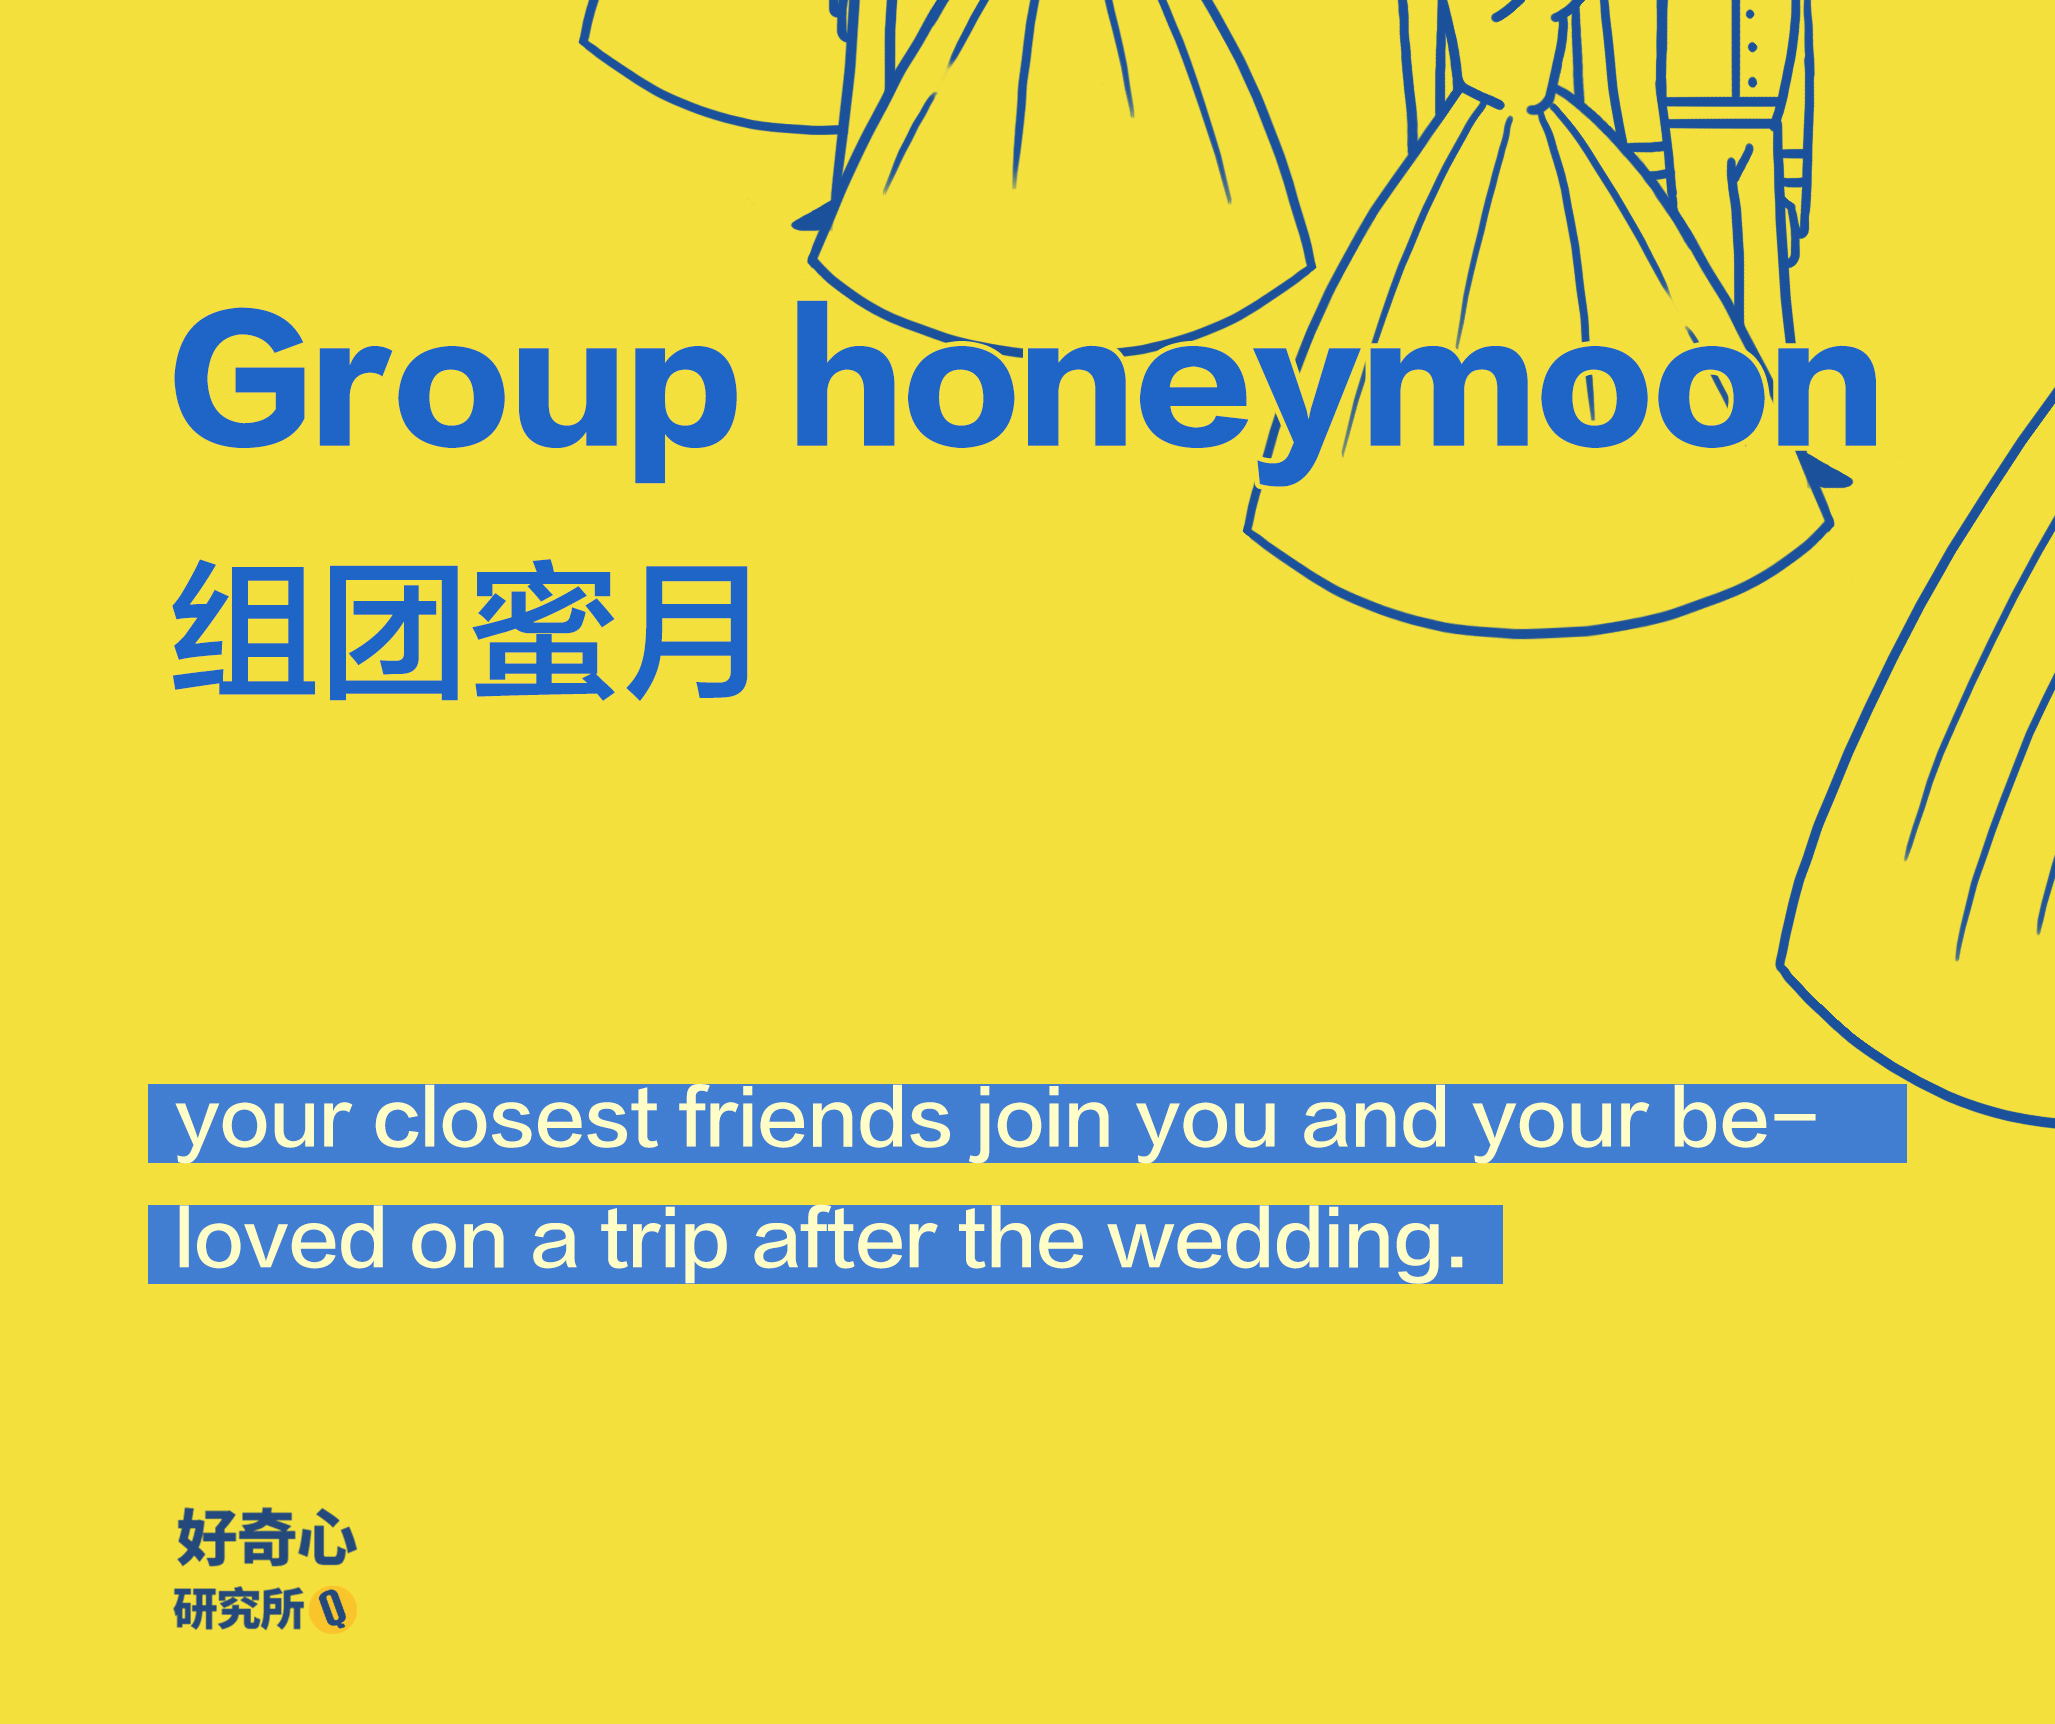 Group honeymoon
组团蜜月
your closest friends join you and your be-
loved on a trip after the wedding.
好奇心
研究所Q